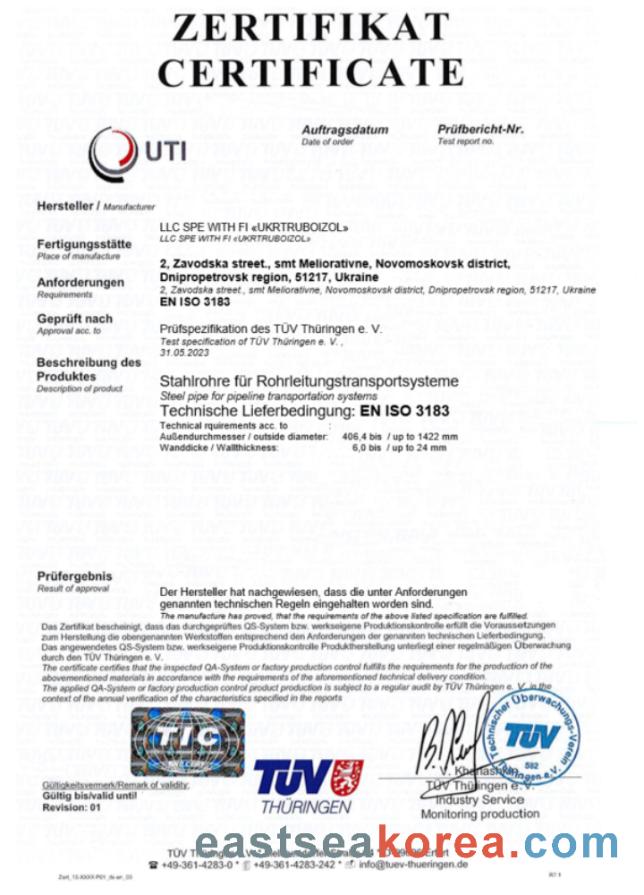 ZERTIFIKAT
CERTIFICATE
UTI
Auftragsdatum
Date of order
Prüfbericht-Nr.
Test report no.
Hersteller / Manufacturer
LLC SPE WITH FI «UKRTRUBOIZOL»
LLC SPE WITH FI «UKRTRUBOIZOL»
Fertigungsstätte
Place of manufacture
2, Zavodska street., smt Meliorativne, Novomoskovsk district,
Dnipropetrovsk region, 51217, Ukraine
2, Zavodska street., smt Meliorativne, Novomoskovsk district, Dnipropetrovsk region, 51217, Ukraine
Anforderungen
Requirements
EN ISO 3183
Geprüft nach
Approval acc. to
Prüfspezifikation des TÜV Thüringen e. V.
Test specification of TÜV Thüringen e. V. ,
31.05.2023
Beschreibung des
Produktes
Description of product
Stahlrohre für Rohrleitungstransportsysteme
Steel pipe for pipeline transportation systems
Technische Lieferbedingung: EN ISO 3183
Technical rquirements acc. to :
Außendurchmesser / outside diameter: 406,4 bis / up to 1422 mm
Wanddicke / Wallthickness: 6,0 bis / up to 24 mm
Prüfergebnis
Result of approval
Der Hersteller hat nachgewiesen, dass die unter Anforderungen
genannten technischen Regeln eingehalten worden sind.
The manufacture has proved, that the requirements of the above listed specification are fulfilled.
Das Zertifikat bescheinigt, dass das durchgeprüftes QS-System bzw. werkseigene Produktionskontrolle erfüllt die Voraussetzungen
zum Herstellung die obengenannten Werkstoffen entsprechend den Anforderungen der genannten technischen Lieferbedingung.
Das angewendetes QS-System bzw. werkseigene Produktionskontrolle Produktherstellung unterliegt einer regelmäßigen Überwachung
durch den TÜV Thüringen e. V.
The certificate certifies that the inspected QA-System or factory production control fulfills the requirements for the production of the
abovementioned materials in accordance with the requirements of the aforementioned technical delivery condition.
The applied QA-System or factory production control product production is subject to a regular audit by TÜV Thüringen e. V. in the
context of the annual verification of the characteristics specified in the reports
TIC
Technischer Überwachungs-Verein
TÜV
582
Thüringen e.V.
Gültigkeitsvermerk/Remark of validity:
Gültig bis/valid until
Revision: 01
TÜV
THÜRINGEN
TÜV Thüringen e.V.
Industry Service
Monitoring production
eastseakorea.com
TÜV
+49-361-4283-0 * +49-361-4283-242 * info@tuev-thueringen.de